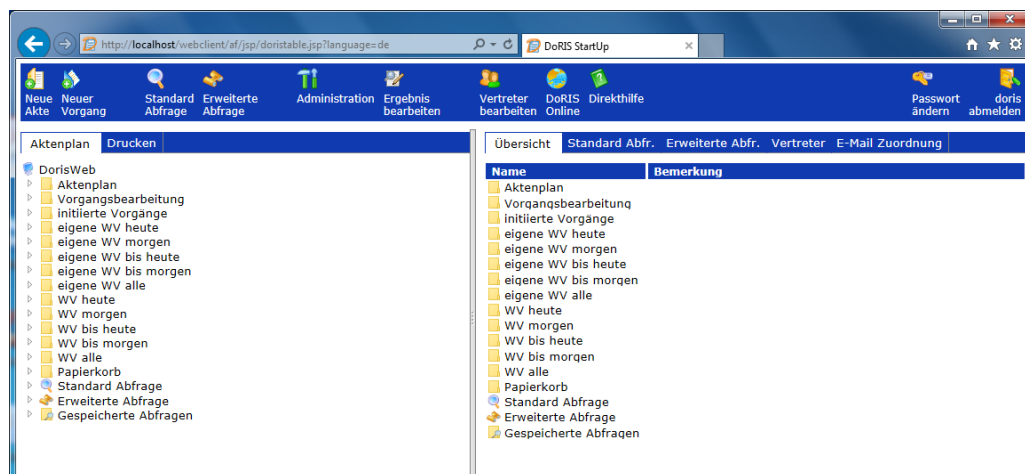 http://localhost/webclient/af/jsp/doristable.jsp?language=de
DoRIS StartUp
Neue Akte
Neuer Vorgang
Standard Abfrage
Erweiterte Abfrage
Administration
Ergebnis bearbeiten
Vertreter bearbeiten
DoRIS Online
Direkthilfe
Passwort ändern
doris abmelden
Aktenplan
Drucken
DorisWeb
Aktenplan
Vorgangsbearbeitung
initiierte Vorgänge
eigene WV heute
eigene WV morgen
eigene WV bis heute
eigene WV bis morgen
eigene WV alle
WV heute
WV morgen
WV bis heute
WV bis morgen
WV alle
Papierkorb
Standard Abfrage
Erweiterte Abfrage
Gespeicherte Abfragen
Übersicht
Standard Abfr.
Erweiterte Abfr.
Vertreter
E-Mail Zuordnung
Name
Bemerkung
Aktenplan
Vorgangsbearbeitung
initiierte Vorgänge
eigene WV heute
eigene WV morgen
eigene WV bis heute
eigene WV bis morgen
eigene WV alle
WV heute
WV morgen
WV bis heute
WV bis morgen
WV alle
Papierkorb
Standard Abfrage
Erweiterte Abfrage
Gespeicherte Abfragen